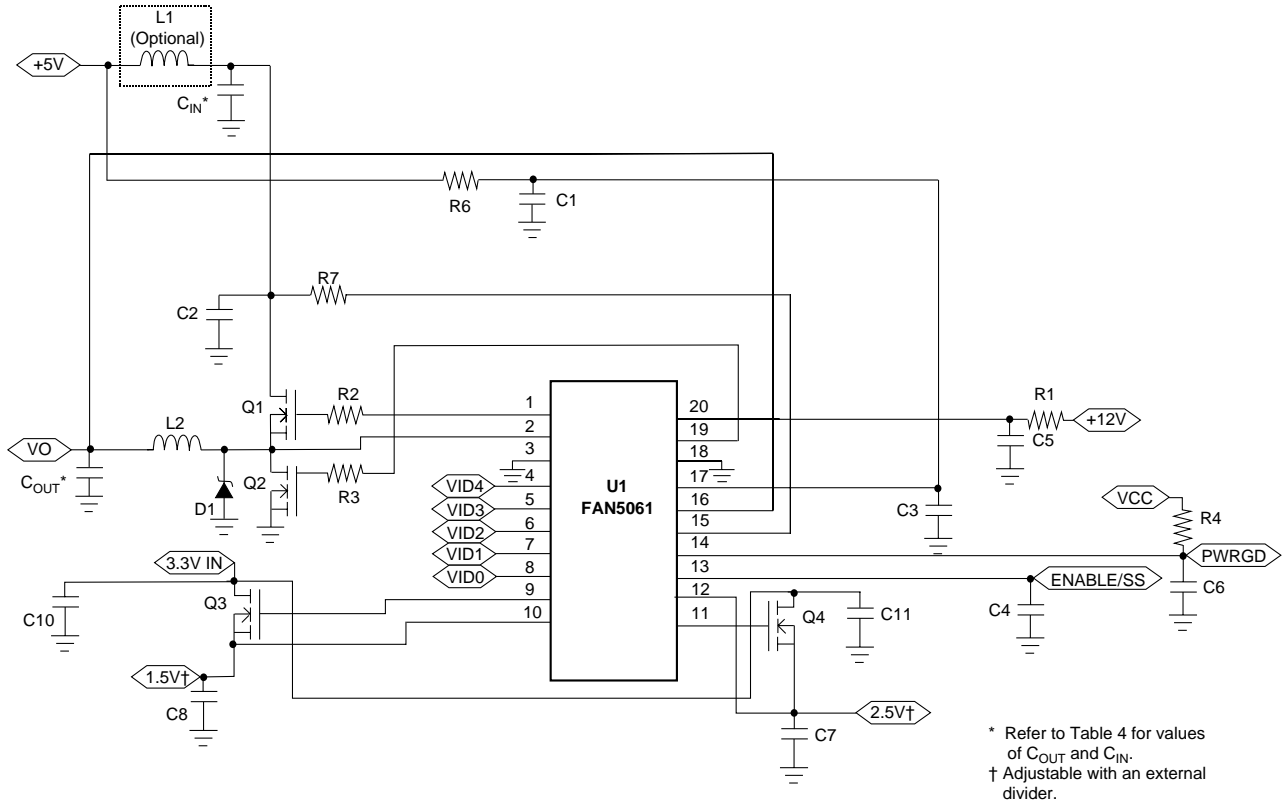 L1
(Optional)
+5V
CIN*
R6
C1
R7
C2
Q1
R2
1
20
R1
+12V
2
19
C5
L2
3
18
VO
4
17
COUT*
Q2
R3
VID4
U1
FAN5061
D1
VID3
5
16
C3
VCC
VID2
6
15
R4
VID1
7
14
PWRGD
3.3V IN
VID0
8
13
ENABLE/SS
Q3
9
12
C6
C10
10
11
Q4
C11
C4
1.5V†
2.5V†
C8
C7
* Refer to Table 4 for values
of COUT and CIN.
† Adjustable with an external
divider.